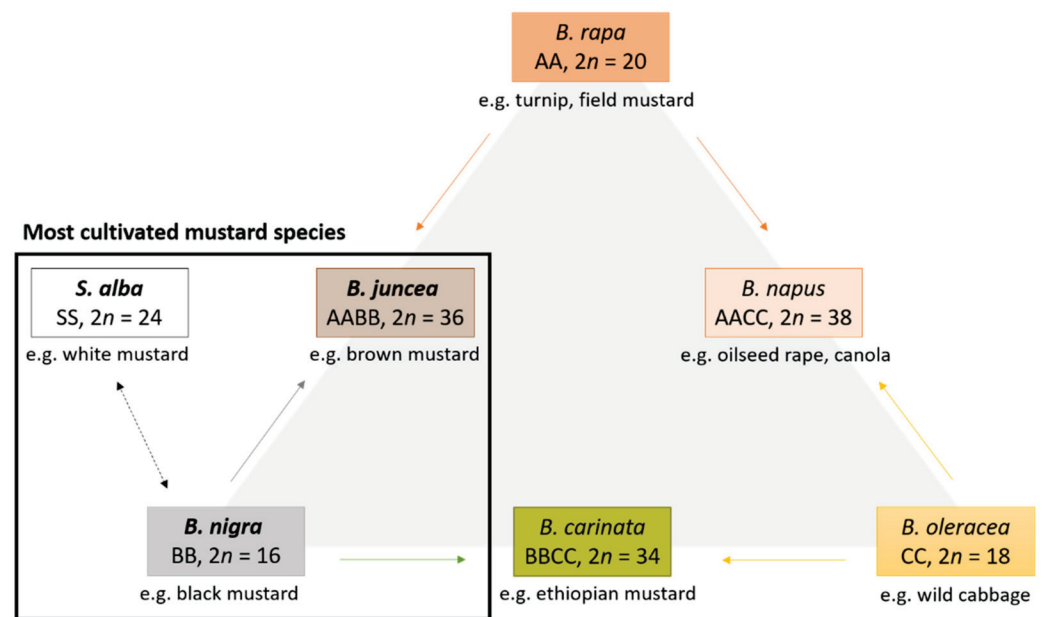 B. rapa
AA, 2n = 20
e.g. turnip, field mustard
Most cultivated mustard species
S. alba
SS, 2n = 24
e.g. white mustard
B. juncea
AABB, 2n = 36
e.g. brown mustard
B. napus
AACC, 2n = 38
e.g. oilseed rape, canola
B. nigra
BB, 2n = 16
e.g. black mustard
B. carinata
BBCC, 2n = 34
e.g. ethiopian mustard
B. oleracea
CC, 2n = 18
e.g. wild cabbage